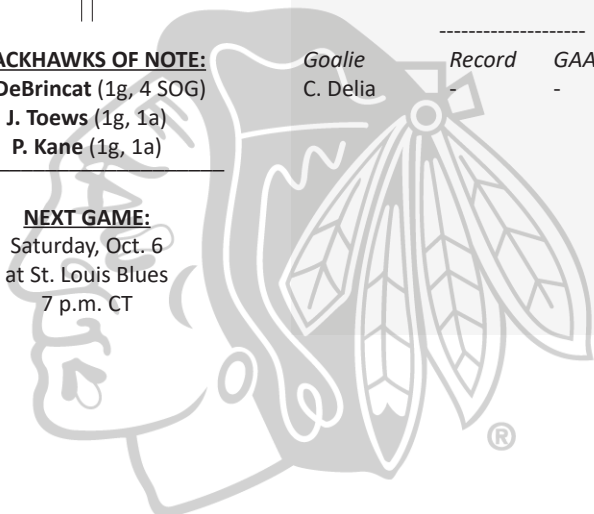 ---------------------
ACKHAWKS OF NOTE:
DeBrincat (1g, 4 SOG)
J. Toews (1g, 1a)
P. Kane (1g, 1a)
NEXT GAME:
Saturday, Oct. 6
at St. Louis Blues
7 p.m. CT
Goalie Record GAA
C. Delia - -
®